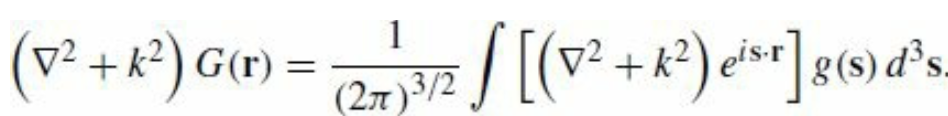 (∇² + k²) G(𝐫) = 1/(2π)^{3/2} ∫ [(∇² + k²) e^{i𝐬·𝐫}] g(𝐬) d³𝐬.